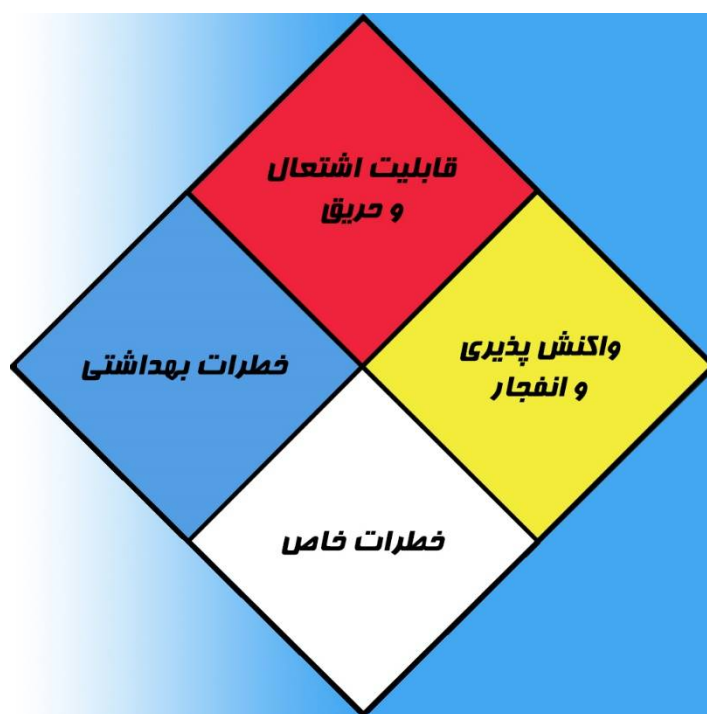 قابلیت اشتعال
و حریق
واکنش پذیری
و انفجار
خطرات بهداشتی
خطرات خاص